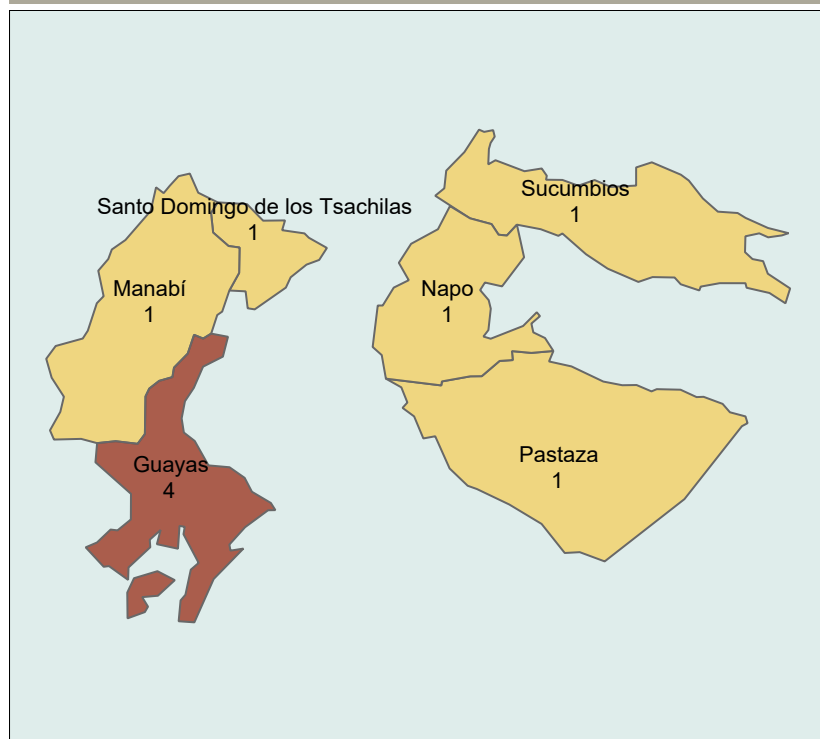 Sucumbios
1
Santo Domingo de los Tsachilas
1
Manabí
1
Napo
1
Guayas
4
Pastaza
1